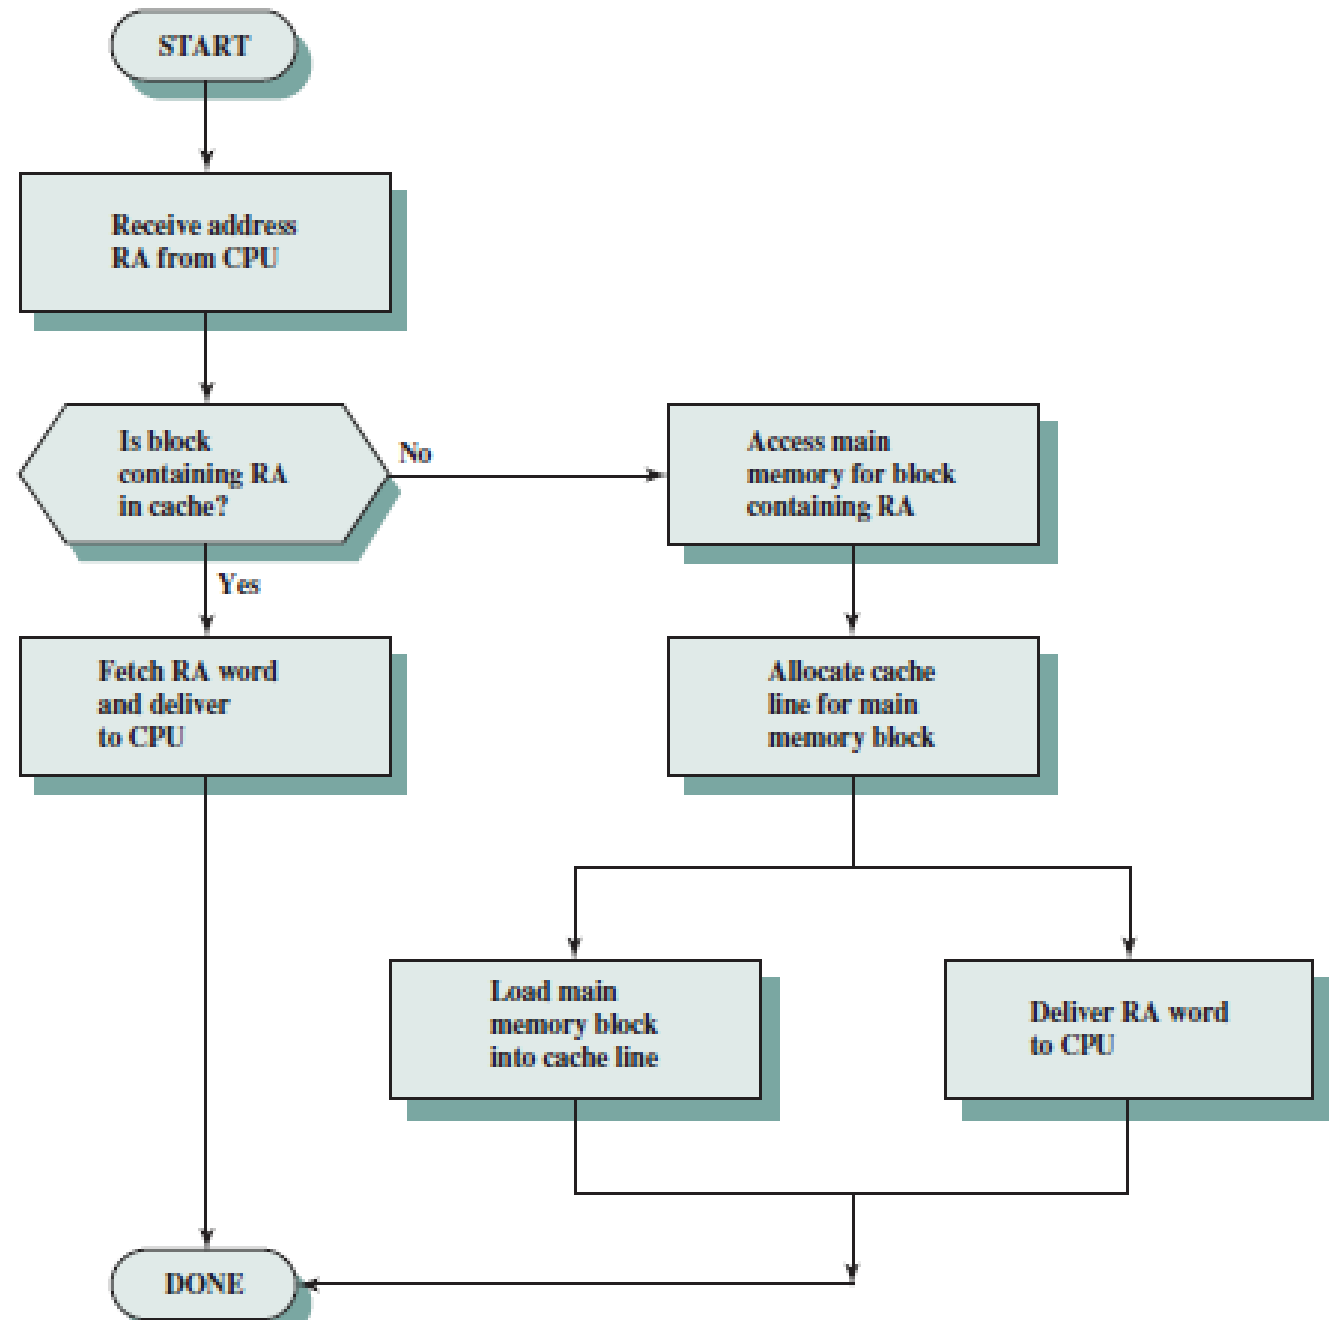 START
Receive address
RA from CPU
Is block
containing RA
in cache?
No
Access main
memory for block
containing RA
Yes
Fetch RA word
and deliver
to CPU
Allocate cache
line for main
memory block
Load main
memory block
into cache line
Deliver RA word
to CPU
DONE